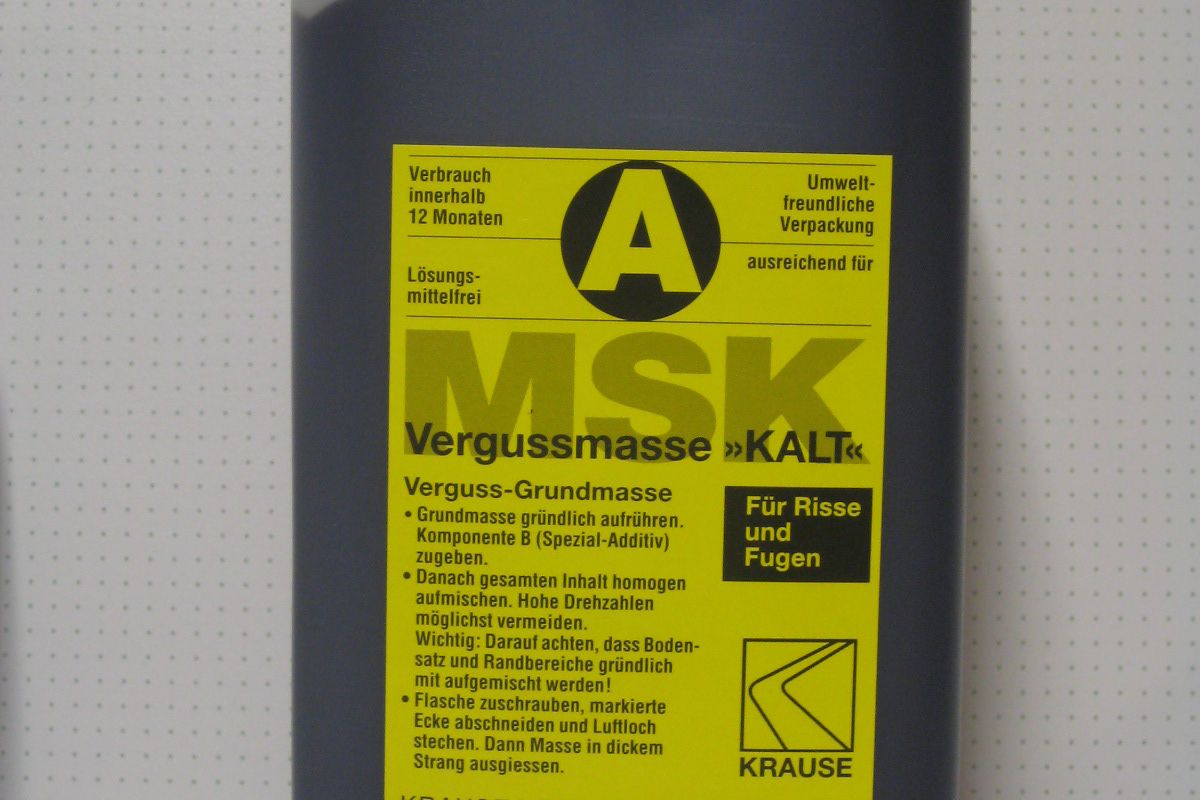 Verbrauch
innerhalb
12 Monaten
A
Umwelt-
freundliche
Verpackung
Lösungs-
mittelfrei
ausreichend für
MSK
Vergussmasse »KALT«
Verguss-Grundmasse
• Grundmasse gründlich aufrühren.
Komponente B (Spezial-Additiv)
zugeben.
• Danach gesamten Inhalt homogen
aufmischen. Hohe Drehzahlen
möglichst vermeiden.
Wichtig: Darauf achten, dass Boden-
satz und Randbereiche gründlich
mit aufgemischt werden!
• Flasche zuschrauben, markierte
Ecke abschneiden und Luftloch
stechen. Dann Masse in dickem
Strang ausgiessen.
Für Risse
und
Fugen
KRAUSE